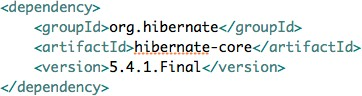 <dependency>
    <groupId>org.hibernate</groupId>
    <artifactId>hibernate-core</artifactId>
    <version>5.4.1.Final</version>
</dependency>